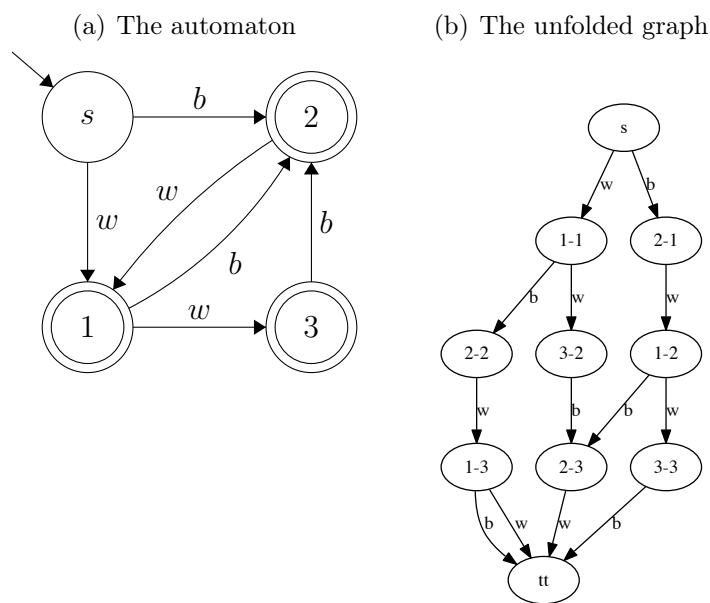 (a) The automaton
(b) The unfolded graph
s
b
2
w
w
b
b
1
w
3
s
w
b
1-1
2-1
b
w
w
2-2
3-2
1-2
w
b
b
w
1-3
2-3
3-3
b
w
w
b
tt